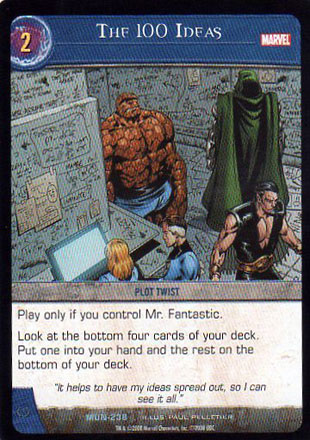 2
THE 100 IDEAS
MARVEL
PLOT TWIST
Play only if you control Mr. Fantastic.
Look at the bottom four cards of your deck.
Put one into your hand and the rest on
the bottom of your deck.
"It helps to have my ideas spread out, so I can
see it all."
MUN-238 ILLUS: PAUL PELLETIER